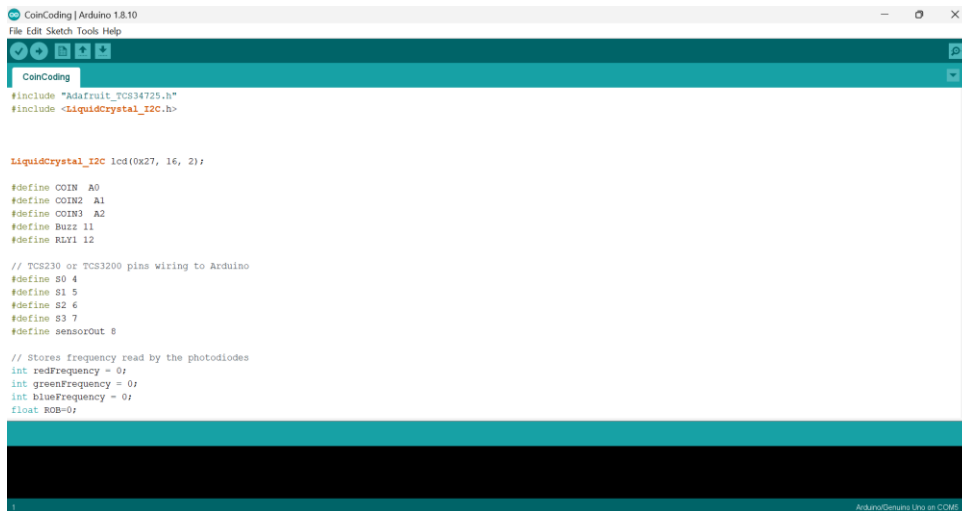 CoinCoding | Arduino 1.8.10
File Edit Sketch Tools Help
CoinCoding
#include "Adafruit_TCS34725.h"
#include <LiquidCrystal_I2C.h>
LiquidCrystal_I2C lcd(0x27, 16, 2);
#define COIN  A0
#define COIN2  A1
#define COIN3  A2
#define Buzz 11
#define RLY1 12
// TCS230 or TCS3200 pins wiring to Arduino
#define S0 4
#define S1 5
#define S2 6
#define S3 7
#define sensorOut 8
// Stores frequency read by the photodiodes
int redFrequency = 0;
int greenFrequency = 0;
int blueFrequency = 0;
float ROB=0;
1
Arduino/Genuino Uno on COM5